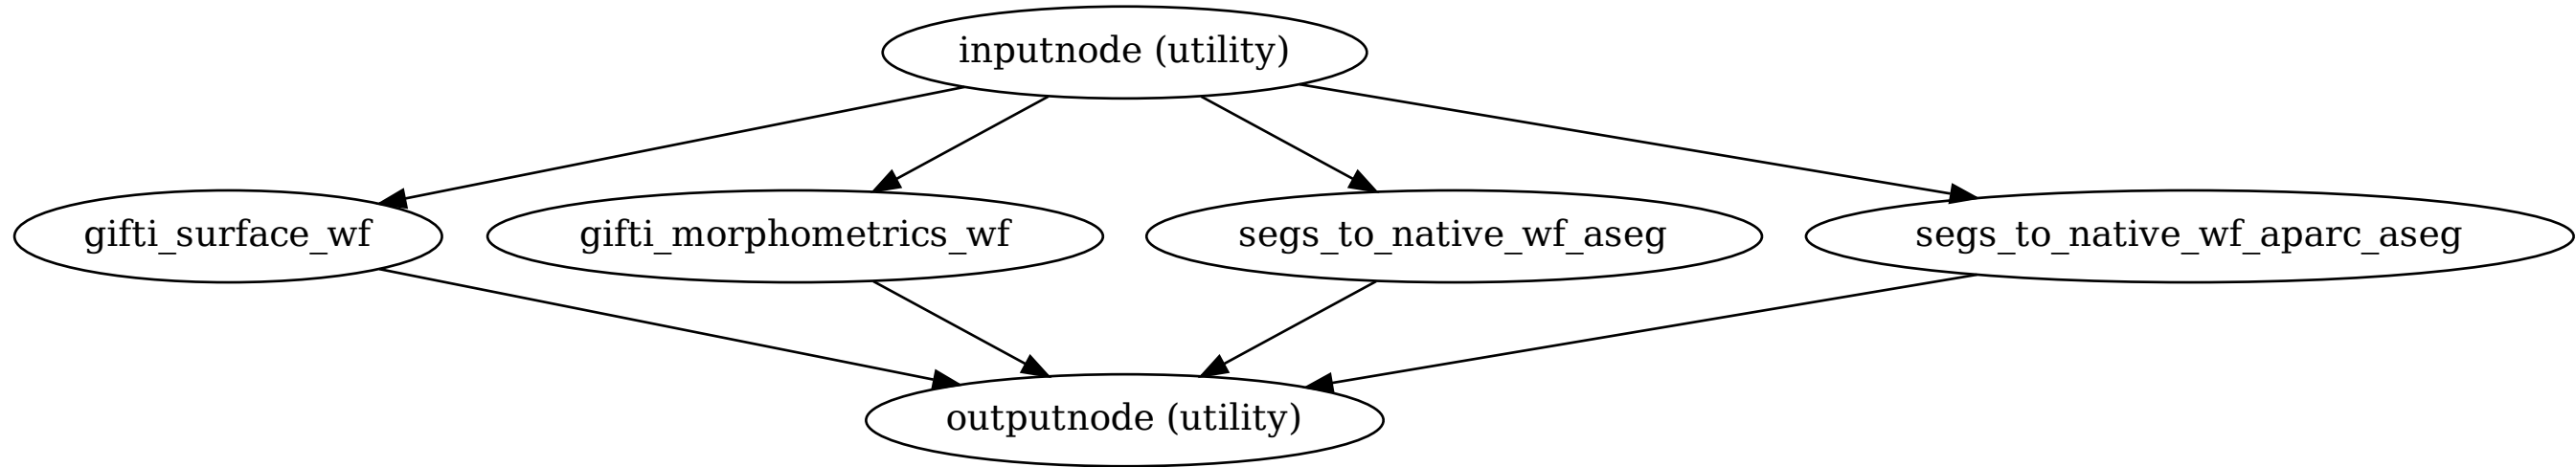 inputnode (utility)
gifti_surface_wf
gifti_morphometrics_wf
segs_to_native_wf_aseg
segs_to_native_wf_aparc_aseg
outputnode (utility)